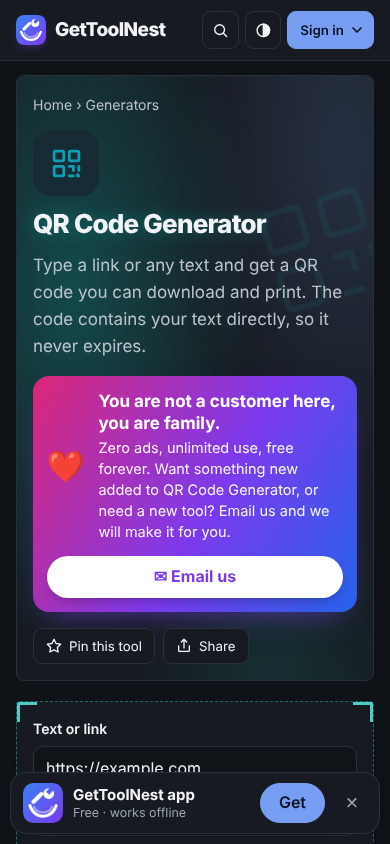 GetToolNest
Sign in
Home › Generators
QR Code Generator
Type a link or any text and get a QR
code you can download and print. The
code contains your text directly, so it
never expires.
You are not a customer here,
you are family.
❤️
Zero ads, unlimited use, free
forever. Want something new
added to QR Code Generator, or
need a new tool? Email us and we
will make it for you.
✉ Email us
Pin this tool
Share
Text or link
https://example.com
GetToolNest app
Free · works offline
Get
✕